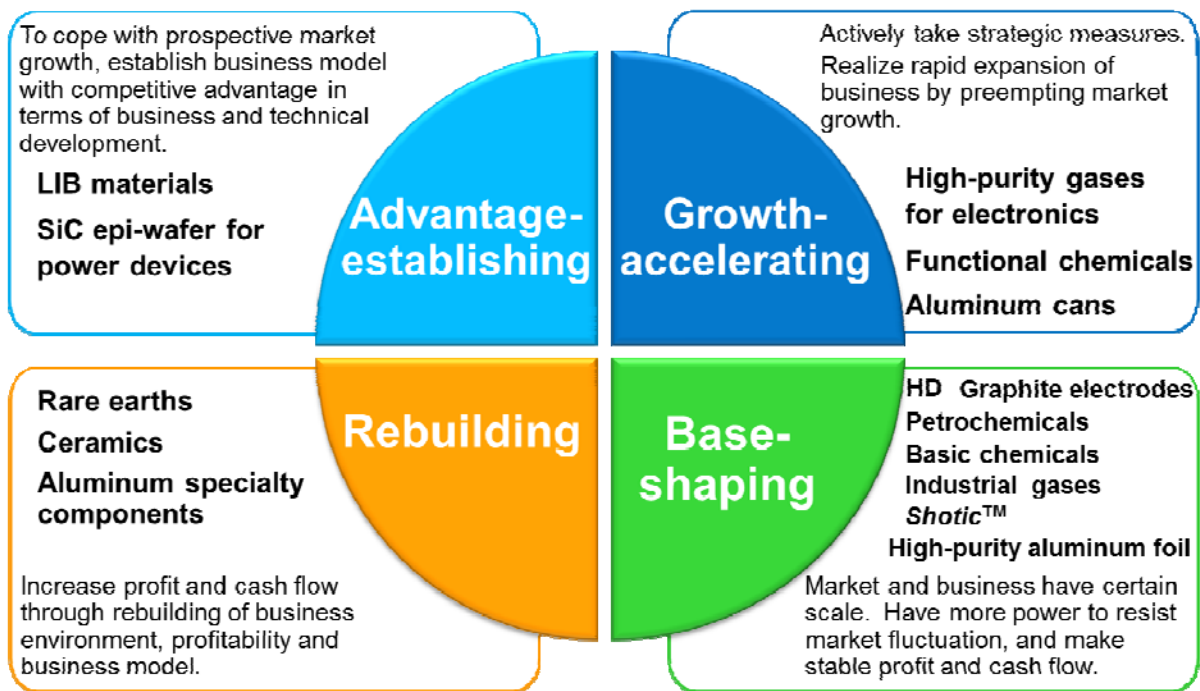 To cope with prospective market
growth, establish business model
with competitive advantage in
terms of business and technical
development.
LIB materials
SiC epi-wafer for
power devices
Advantage-
establishing
Actively take strategic measures.
Realize rapid expansion of
business by preempting market
growth.
High-purity gases
for electronics
Functional chemicals
Aluminum cans
Growth-
accelerating
Rare earths
Ceramics
Aluminum specialty
components
Increase profit and cash flow
through rebuilding of business
environment, profitability and
business model.
Rebuilding
Base-
shaping
HD Graphite electrodes
Petrochemicals
Basic chemicals
Industrial gases
Shotic™
High-purity aluminum foil
Market and business have certain
scale. Have more power to resist
market fluctuation, and make
stable profit and cash flow.